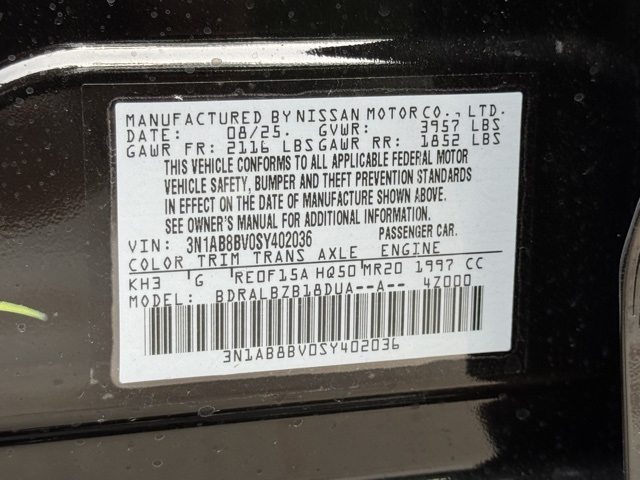 MANUFACTURED BY NISSAN MOTOR CO., LTD.
DATE: 08/25. GVWR: 3957 LBS
GAWR FR: 2116 LBS GAWR RR: 1852 LBS
THIS VEHICLE CONFORMS TO ALL APPLICABLE FEDERAL MOTOR
VEHICLE SAFETY, BUMPER AND THEFT PREVENTION STANDARDS
IN EFFECT ON THE DATE OF MANUFACTURE SHOWN ABOVE.
SEE OWNER'S MANUAL FOR ADDITIONAL INFORMATION.
VIN: 3N1AB8BV0SY402036 PASSENGER CAR.
COLOR TRIM TRANS AXLE ENGINE
KH3 G RE0F15A HQ50 MR20 1997 CC
MODEL: BDRALBZB18DUA--A-- 4Z000
3N1AB8BV0SY402036